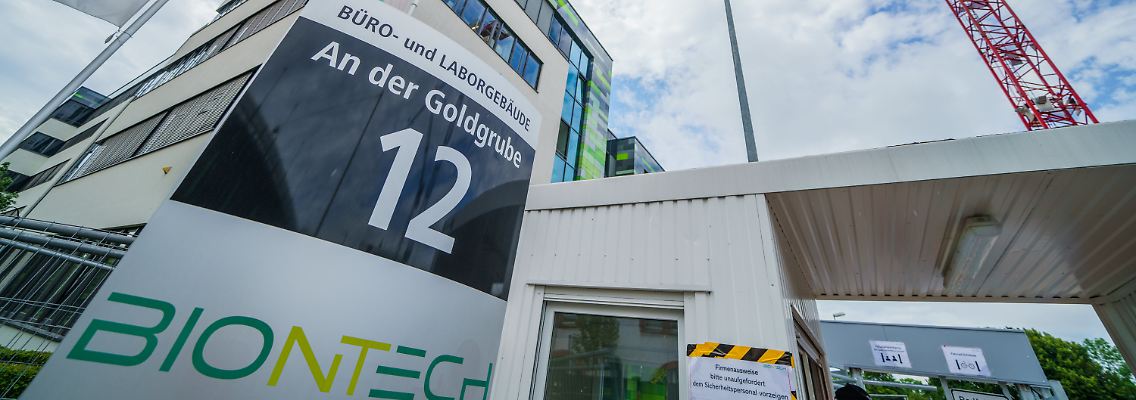 BÜRO- und LABORGEBÄUDE
An der Goldgrube
12
BIONTECH
Firmenausweise
bitte unaufgefordert
dem Sicherheitspersonal vorzeigen